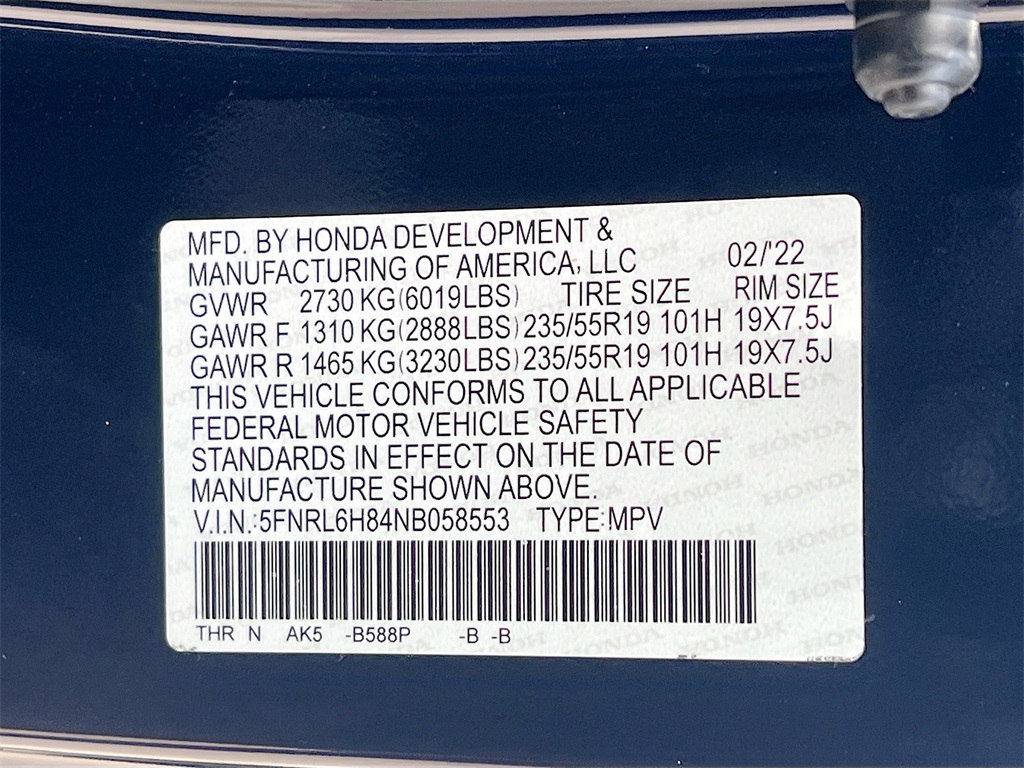 MFD. BY HONDA DEVELOPMENT &
MANUFACTURING OF AMERICA, LLC 02/'22
GVWR 2730 KG(6019LBS) TIRE SIZE RIM SIZE
GAWR F 1310 KG(2888LBS) 235/55R19 101H 19X7.5J
GAWR R 1465 KG(3230LBS) 235/55R19 101H 19X7.5J
THIS VEHICLE CONFORMS TO ALL APPLICABLE
FEDERAL MOTOR VEHICLE SAFETY
STANDARDS IN EFFECT ON THE DATE OF
MANUFACTURE SHOWN ABOVE.
V.I.N.:5FNRL6H84NB058553 TYPE:MPV
THR N AK5 -B588P -B -B